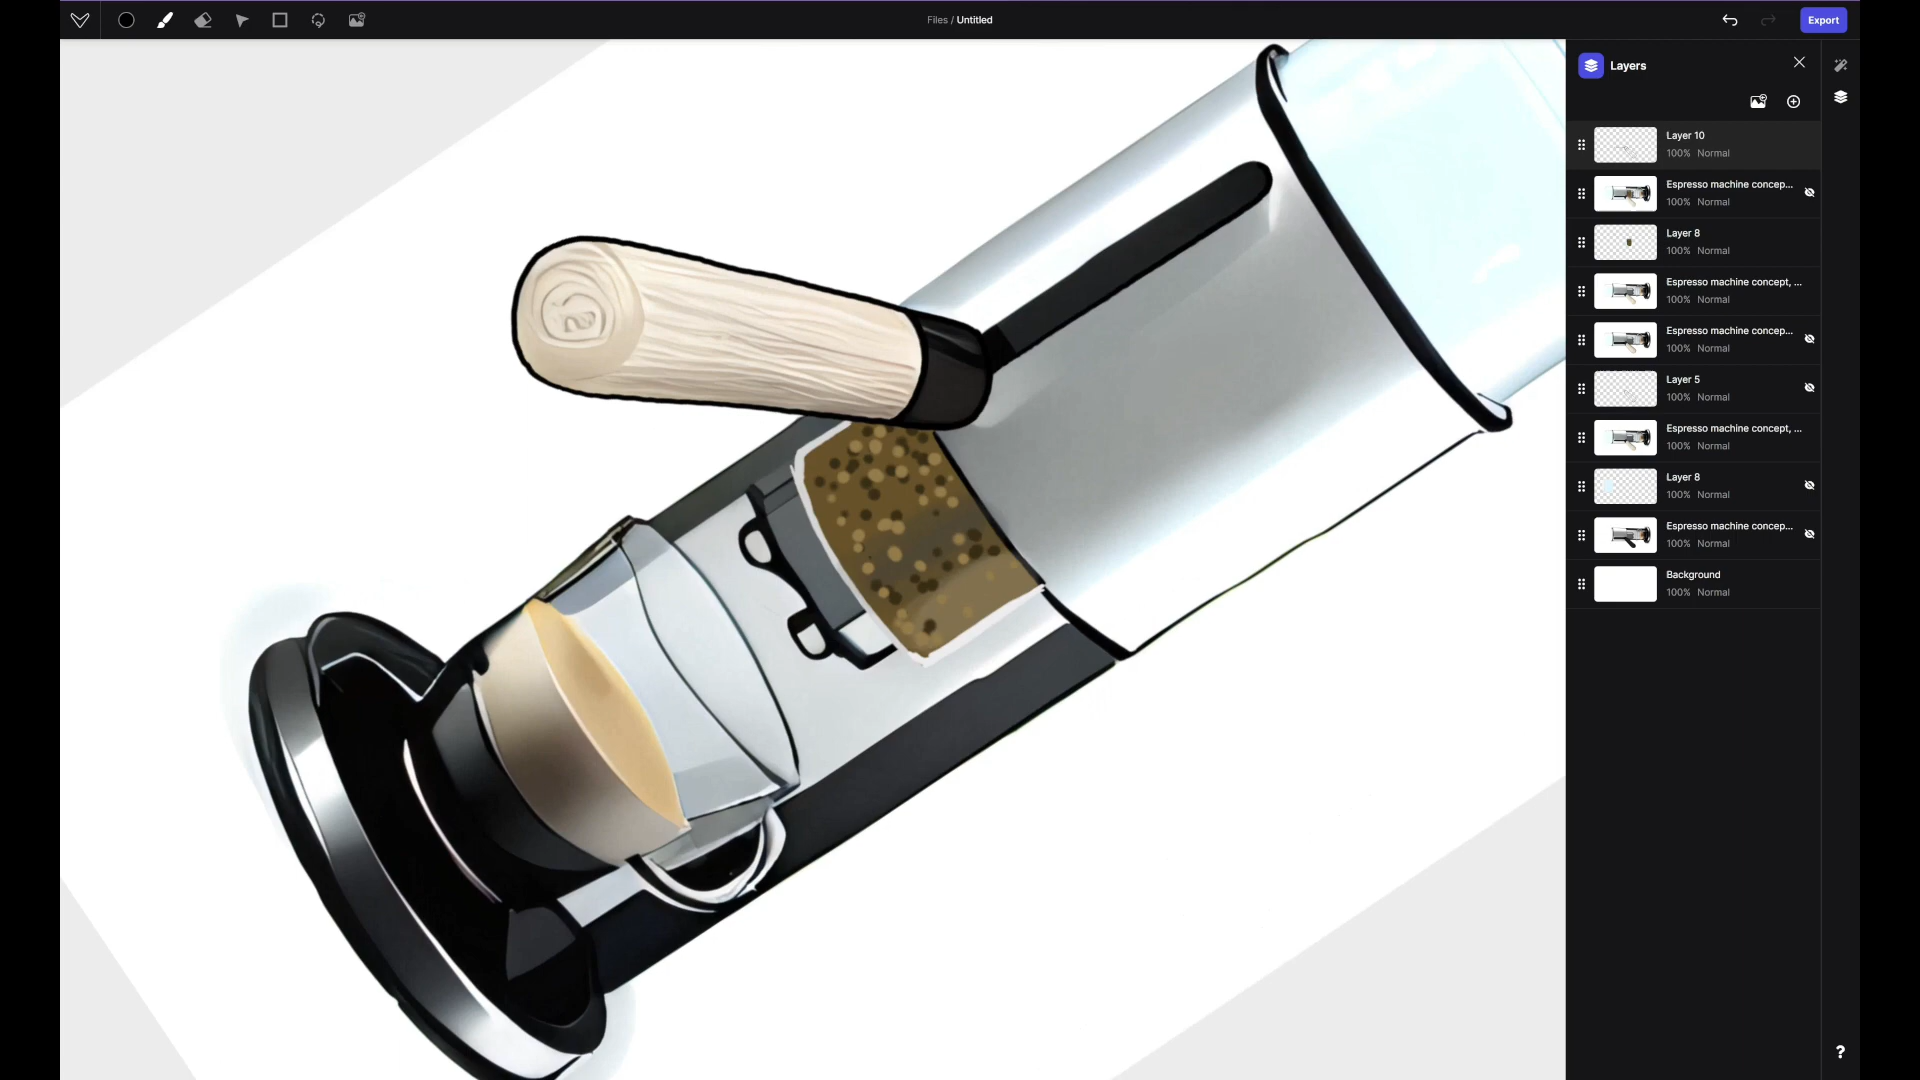 Files / Untitled
Export
Layers
Layer 10
100% Normal
Espresso machine concep...
100% Normal
Layer 8
100% Normal
Espresso machine concept, ...
100% Normal
Espresso machine concep...
100% Normal
Layer 5
100% Normal
Espresso machine concept, ...
100% Normal
Layer 8
100% Normal
Espresso machine concep...
100% Normal
Background
100% Normal
?